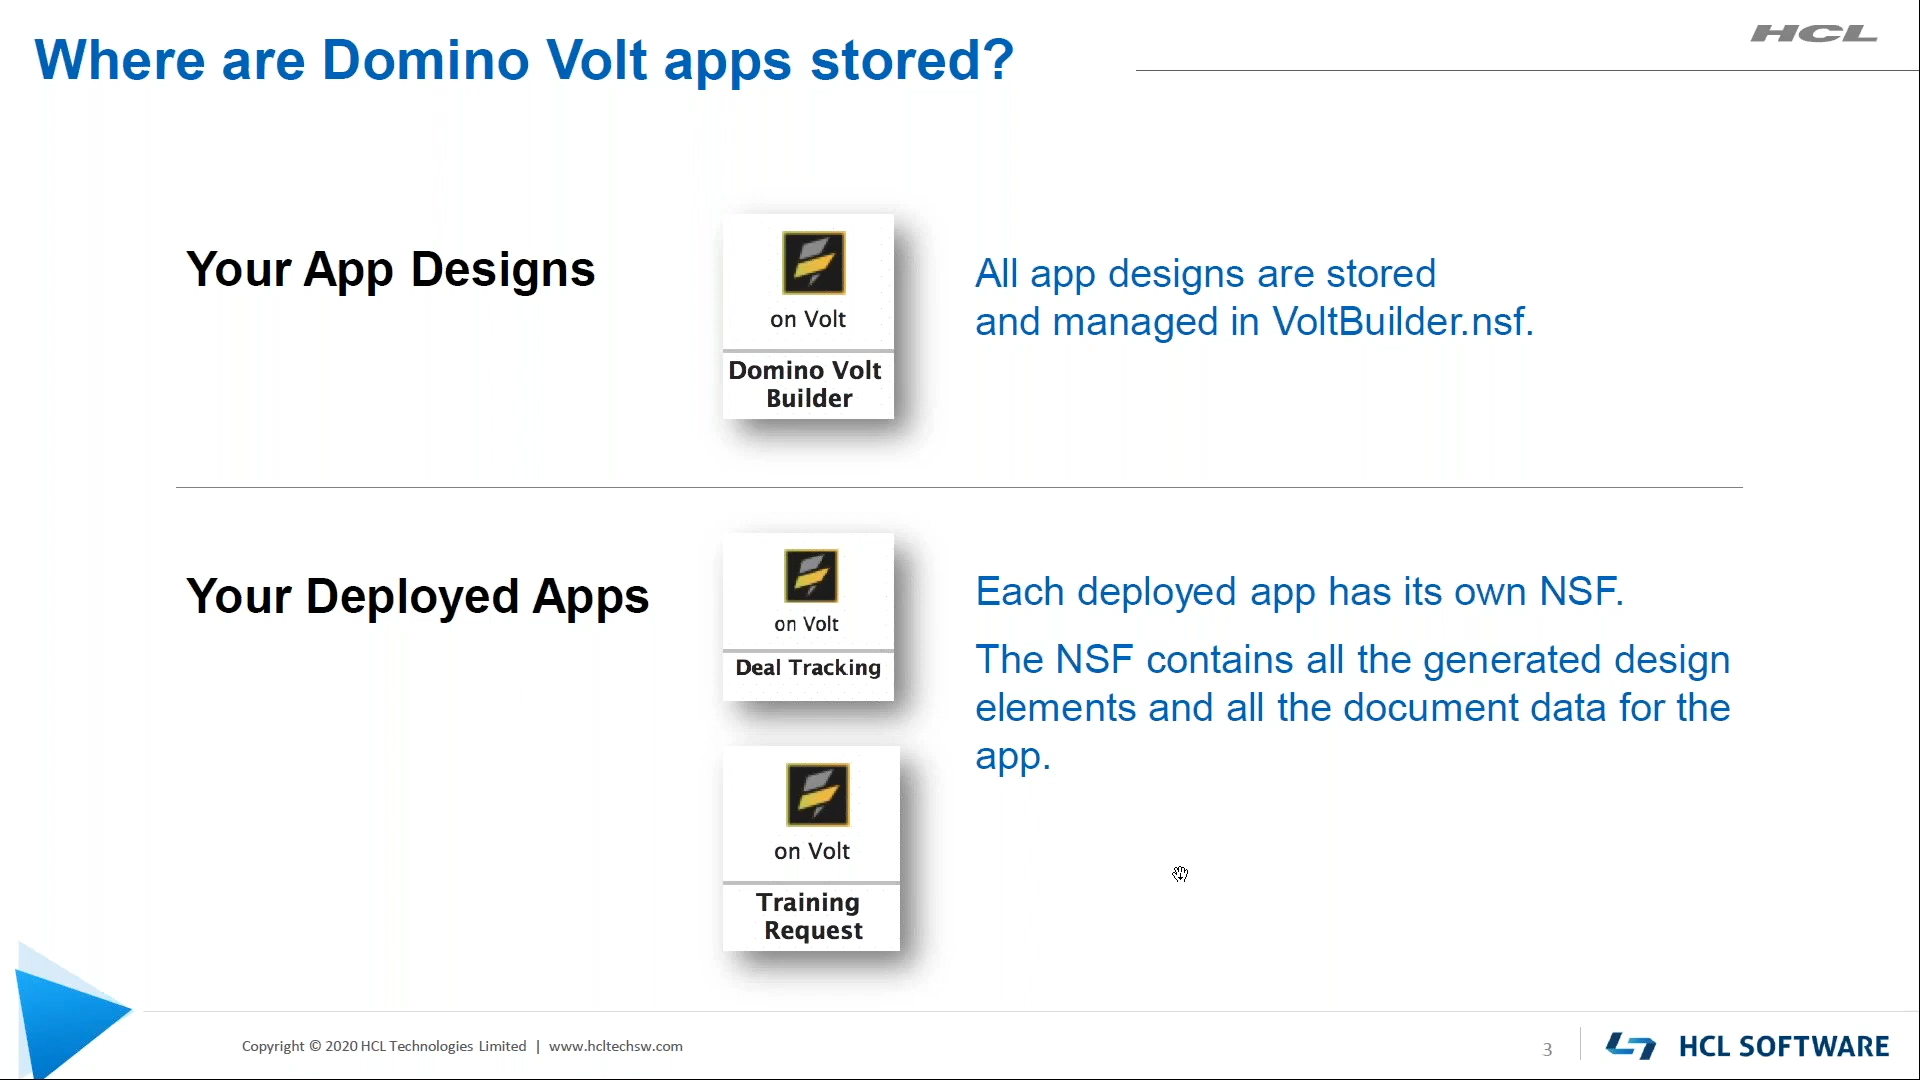 Where are Domino Volt apps stored?
HCL
Your App Designs
on Volt
Domino Volt
Builder
All app designs are stored
and managed in VoltBuilder.nsf.
Your Deployed Apps
on Volt
Deal Tracking
on Volt
Training
Request
Each deployed app has its own NSF.
The NSF contains all the generated design
elements and all the document data for the
app.
Copyright © 2020 HCL Technologies Limited | www.hcltechsw.com
3
HCL SOFTWARE